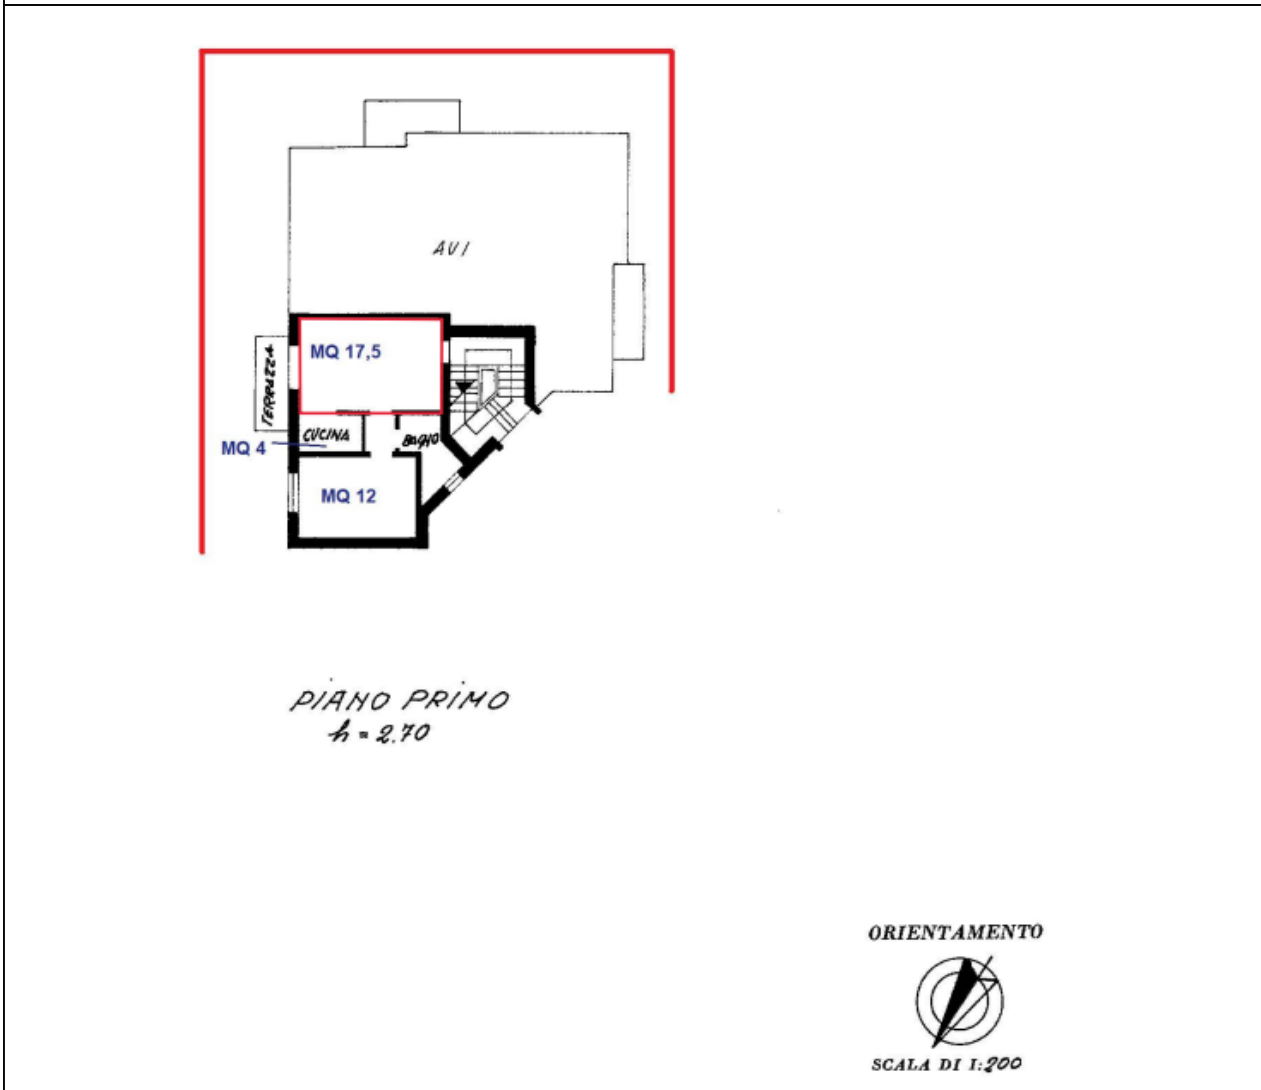 AVI
MQ 17,5
TERRAZZA
CUCINA
BAGNO
MQ 4
MQ 12
PIANO PRIMO
h = 2.70
ORIENTAMENTO
SCALA DI I:200